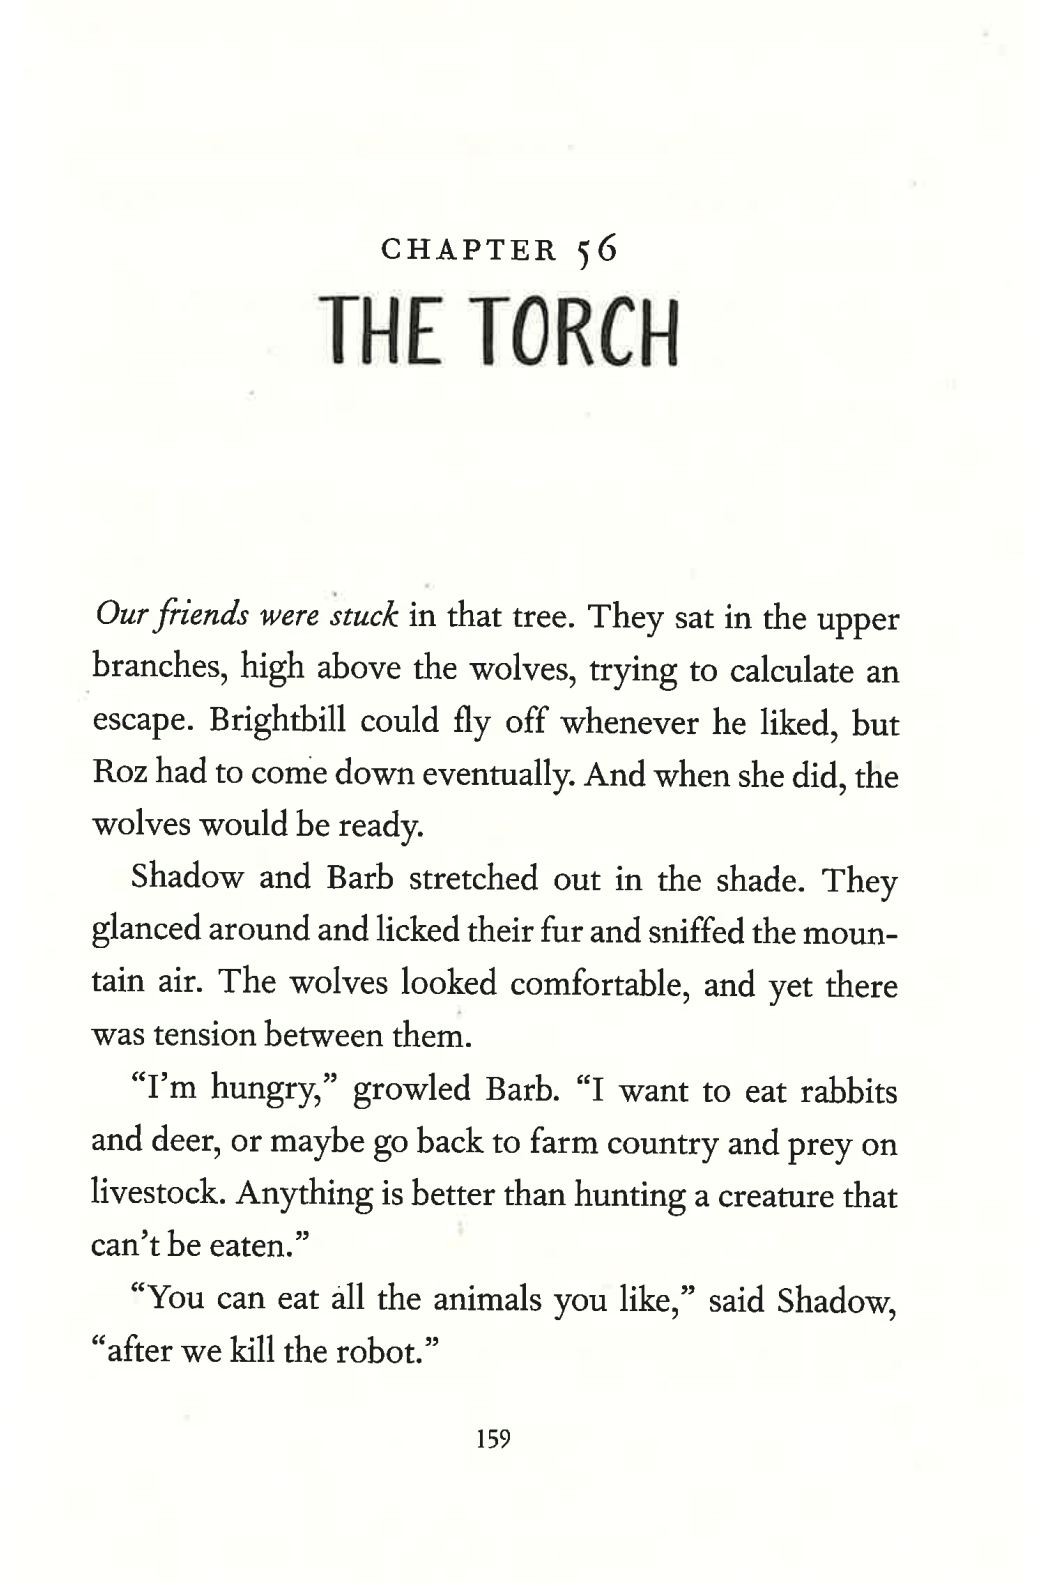 CHAPTER 56
THE TORCH
Our friends were stuck in that tree. They sat in the upper
branches, high above the wolves, trying to calculate an
escape. Brightbill could fly off whenever he liked, but
Roz had to come down eventually. And when she did, the
wolves would be ready.
Shadow and Barb stretched out in the shade. They
glanced around and licked their fur and sniffed the moun-
tain air. The wolves looked comfortable, and yet there
was tension between them.
“I’m hungry,” growled Barb. “I want to eat rabbits
and deer, or maybe go back to farm country and prey on
livestock. Anything is better than hunting a creature that
can’t be eaten.”
“You can eat all the animals you like,” said Shadow,
“after we kill the robot.”
159